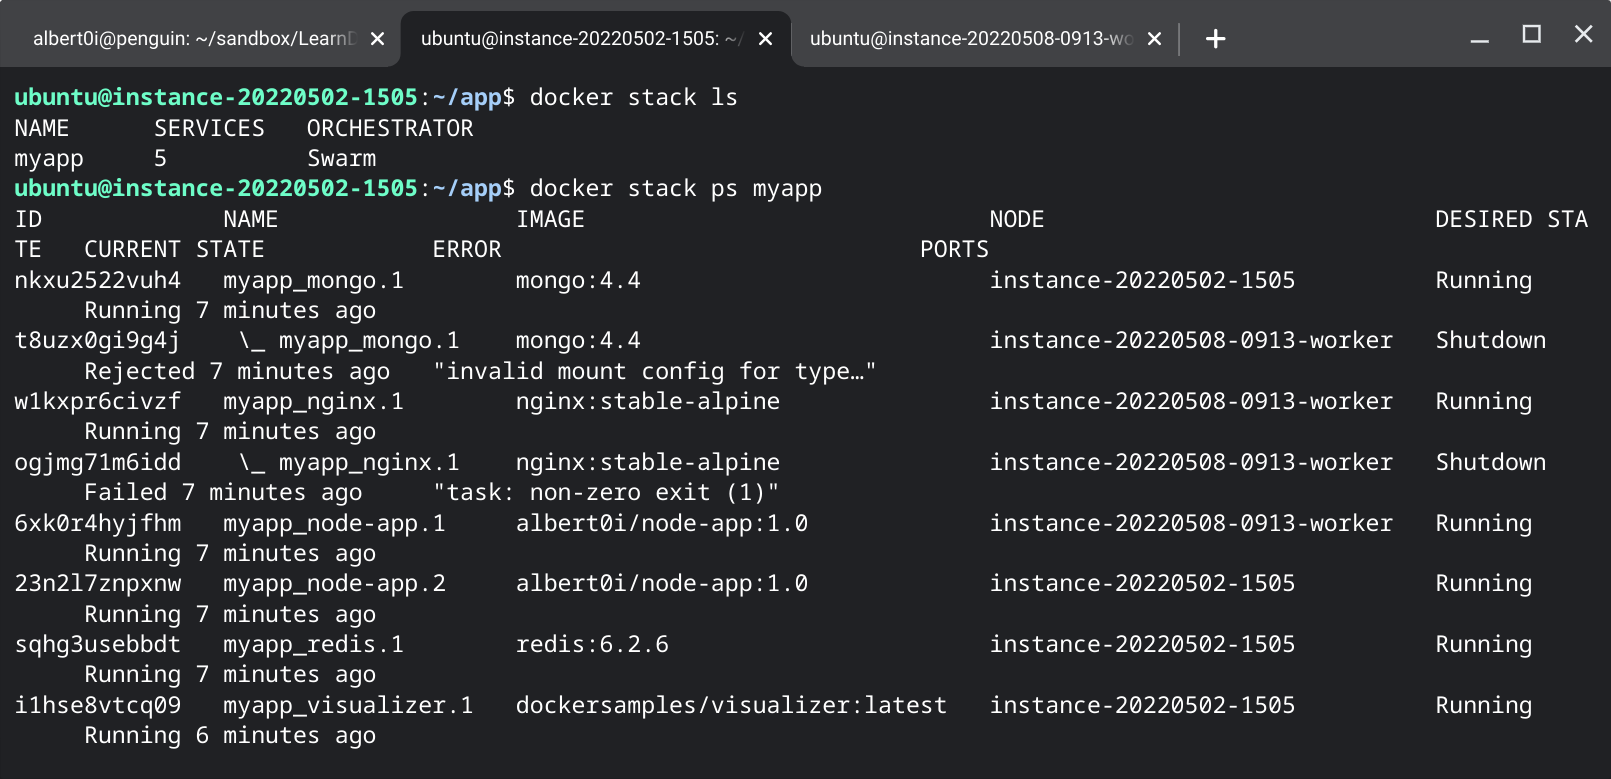 albert0i@penguin: ~/sandbox/LearnD
ubuntu@instance-20220502-1505: ~/
ubuntu@instance-20220508-0913-wo
ubuntu@instance-20220502-1505:~/app$ docker stack ls
NAME      SERVICES   ORCHESTRATOR
myapp     5          Swarm
ubuntu@instance-20220502-1505:~/app$ docker stack ps myapp
ID             NAME                 IMAGE                             NODE                            DESIRED STA
TE   CURRENT STATE            ERROR                              PORTS
nkxu2522vuh4   myapp_mongo.1        mongo:4.4                         instance-20220502-1505          Running
     Running 7 minutes ago
t8uzx0gi9g4j    \_ myapp_mongo.1    mongo:4.4                         instance-20220508-0913-worker   Shutdown
     Rejected 7 minutes ago   "invalid mount config for type…"
w1kxpr6civzf   myapp_nginx.1        nginx:stable-alpine               instance-20220508-0913-worker   Running
     Running 7 minutes ago
ogjmg71m6idd    \_ myapp_nginx.1    nginx:stable-alpine               instance-20220508-0913-worker   Shutdown
     Failed 7 minutes ago     "task: non-zero exit (1)"
6xk0r4hyjfhm   myapp_node-app.1     albert0i/node-app:1.0             instance-20220508-0913-worker   Running
     Running 7 minutes ago
23n2l7znpxnw   myapp_node-app.2     albert0i/node-app:1.0             instance-20220502-1505          Running
     Running 7 minutes ago
sqhg3usebbdt   myapp_redis.1        redis:6.2.6                       instance-20220502-1505          Running
     Running 7 minutes ago
i1hse8vtcq09   myapp_visualizer.1   dockersamples/visualizer:latest   instance-20220502-1505          Running
     Running 6 minutes ago